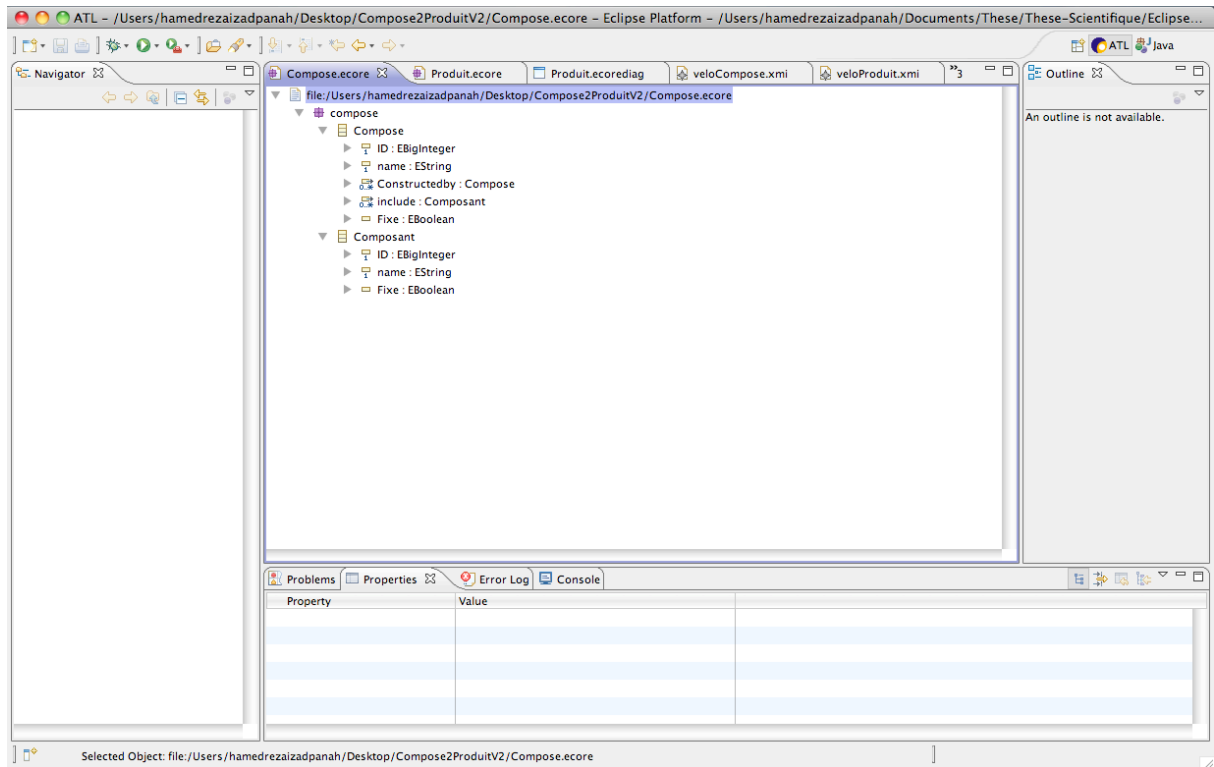 ATL - /Users/hamedrezaizadpanah/Desktop/Compose2ProduitV2/Compose.ecore - Eclipse Platform - /Users/hamedrezaizadpanah/Documents/These/These-Scientifique/Eclipse...
ATL Java
Navigator
Compose.ecore Produit.ecore Produit.ecorediag veloCompose.xmi veloProduit.xmi »3
Outline
file:/Users/hamedrezaizadpanah/Desktop/Compose2ProduitV2/Compose.ecore
An outline is not available.
compose
Compose
ID : EBigInteger
name : EString
Constructedby : Compose
include : Composant
Fixe : EBoolean
Composant
ID : EBigInteger
name : EString
Fixe : EBoolean
Problems Properties Error Log Console
Property Value
Selected Object: file:/Users/hamedrezaizadpanah/Desktop/Compose2ProduitV2/Compose.ecore